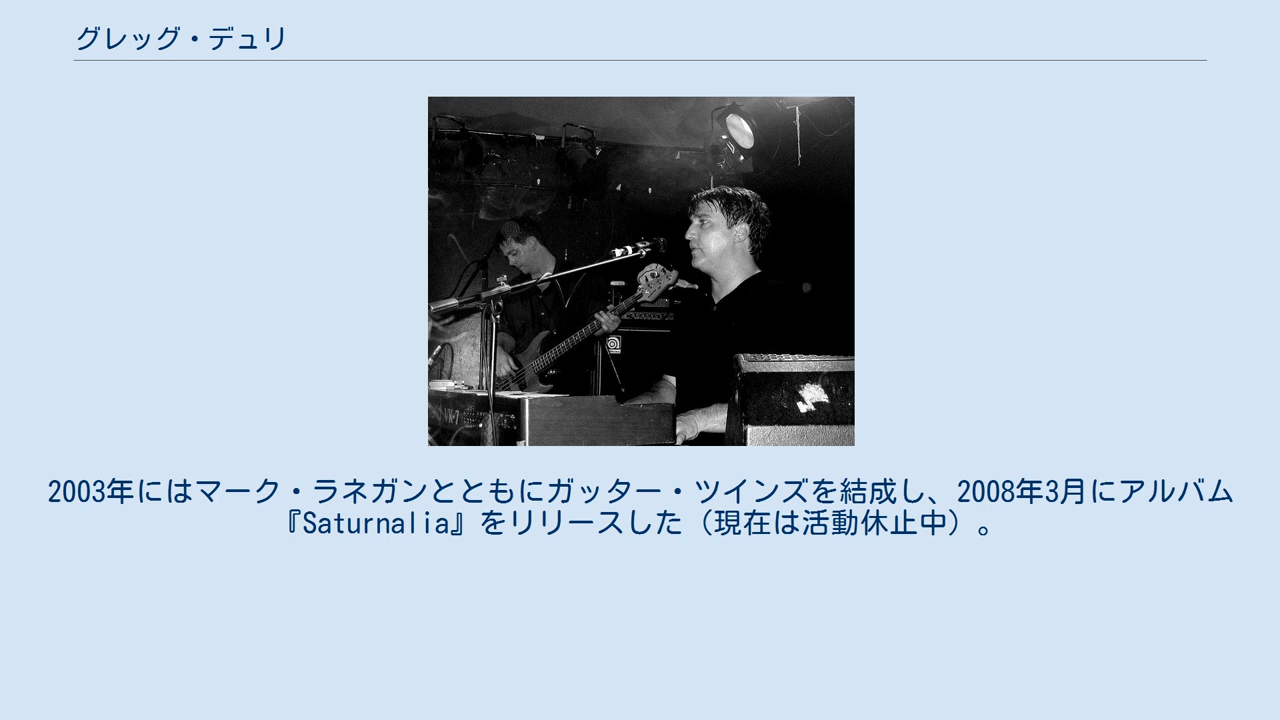 グレッグ・デュリ
2003年にはマーク・ラネガンとともにガッター・ツインズを結成し、2008年3月にアルバム
『Saturnalia』をリリースした（現在は活動休止中）。